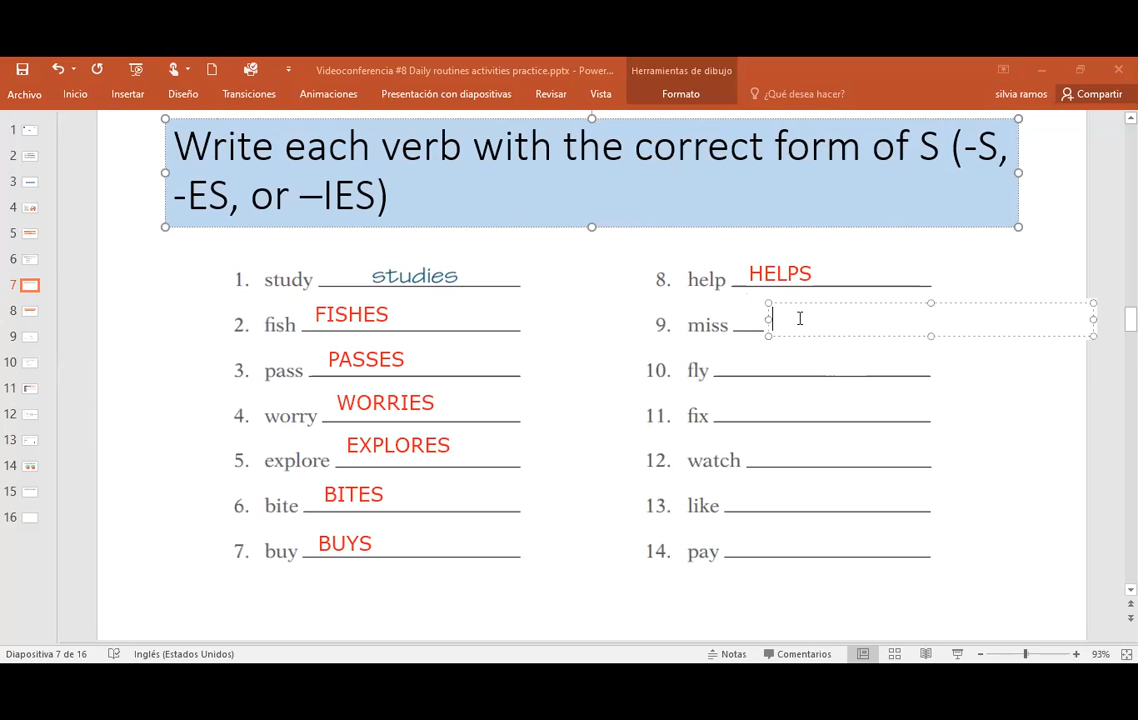 Videoconferencia #8 Daily routines activities practice.pptx - Power...
Herramientas de dibujo
Archivo Inicio Insertar Diseño Transiciones Animaciones Presentación con diapositivas Revisar Vista Formato ¿Qué desea hacer? silvia ramos Compartir
1
2
3
4
5
6
7
8
9
10
11
12
13
14
15
16
Write each verb with the correct form of S (-S,
-ES, or –IES)
1. study studies
2. fish FISHES
3. pass PASSES
4. worry WORRIES
5. explore EXPLORES
6. bite BITES
7. buy BUYS
8. help HELPS
9. miss
10. fly
11. fix
12. watch
13. like
14. pay
Diapositiva 7 de 16 Inglés (Estados Unidos) Notas Comentarios 93%